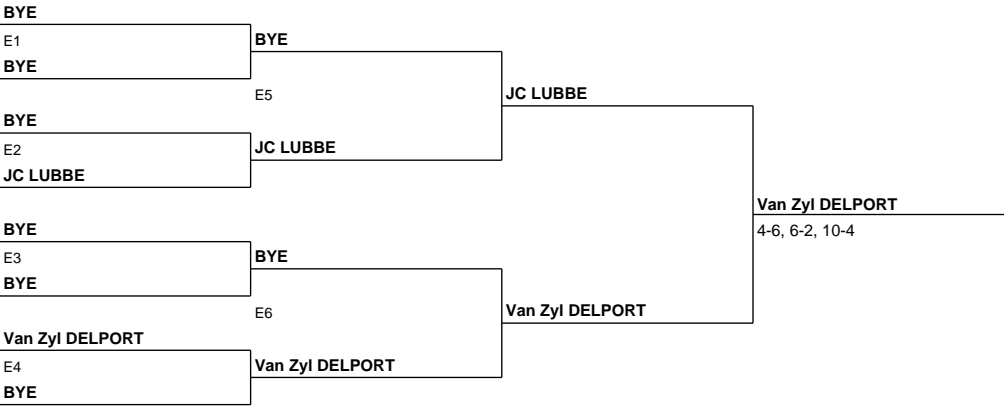 BYE
E1
BYE
BYE
E5
BYE
E2
JC LUBBE
JC LUBBE
JC LUBBE
BYE
E3
BYE
BYE
E6
Van Zyl DELPORT
E4
BYE
Van Zyl DELPORT
Van Zyl DELPORT
Van Zyl DELPORT
4-6, 6-2, 10-4